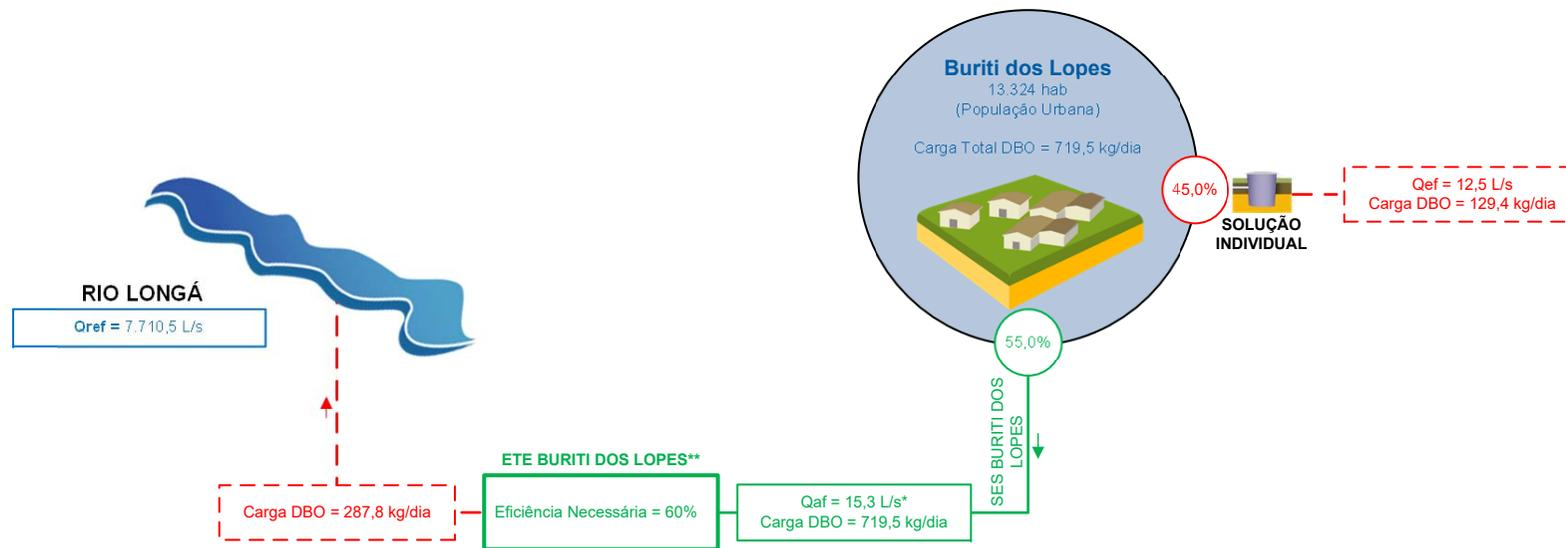 Buriti dos Lopes
13.324 hab
(População Urbana)
Carga Total DBO = 719,5 kg/dia
45,0%
SOLUÇÃO
INDIVIDUAL
Qef = 12,5 L/s
Carga DBO = 129,4 kg/dia
RIO LONGÁ
Qref = 7.710,5 L/s
55,0%
SES BURITI DOS
LOPES
ETE BURITI DOS LOPES**
Carga DBO = 287,8 kg/dia
Eficiência Necessária = 60%
Qaf = 15,3 L/s*
Carga DBO = 719,5 kg/dia